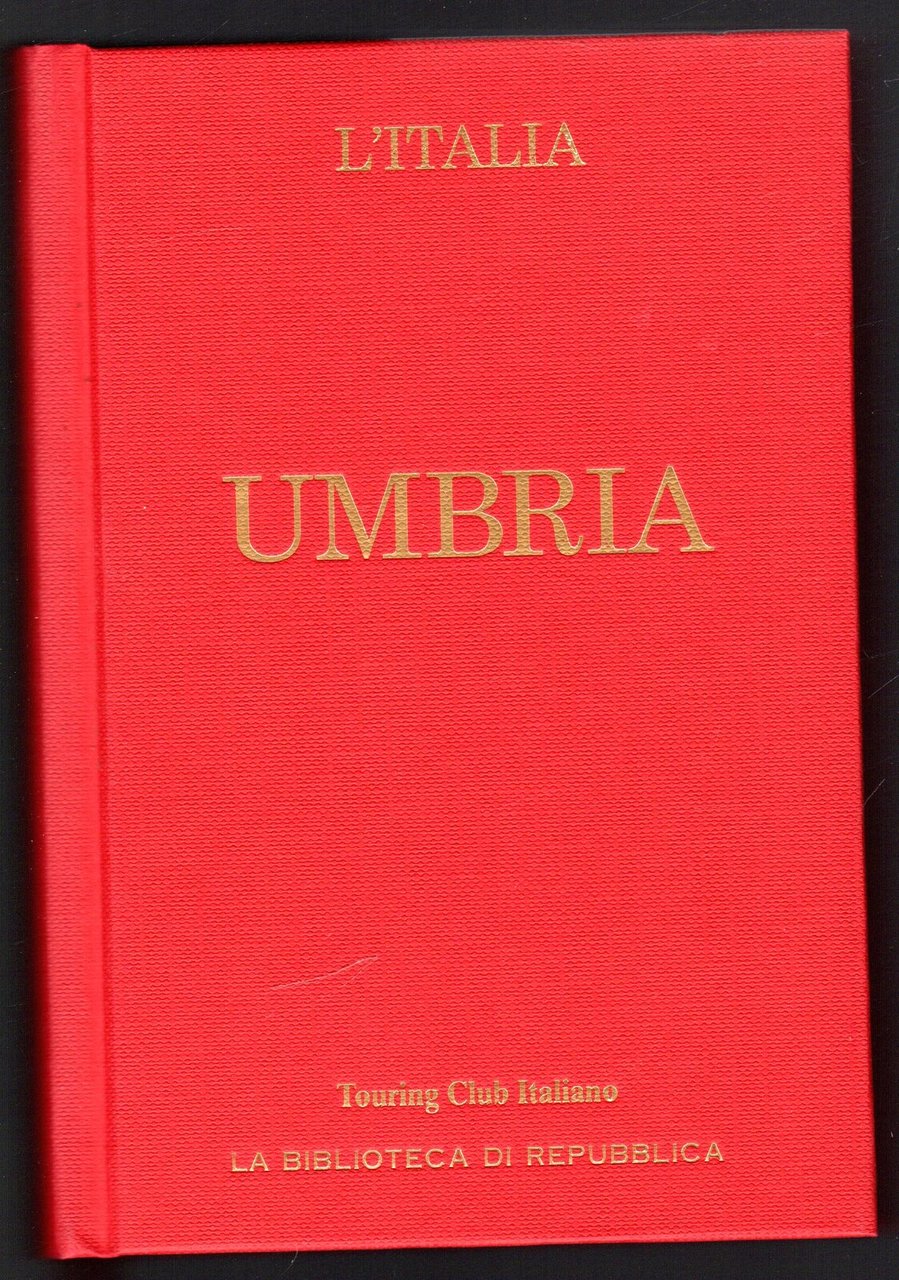 L'ITALIA
UMBRIA
Touring Club Italiano
LA BIBLIOTECA DI REPUBBLICA